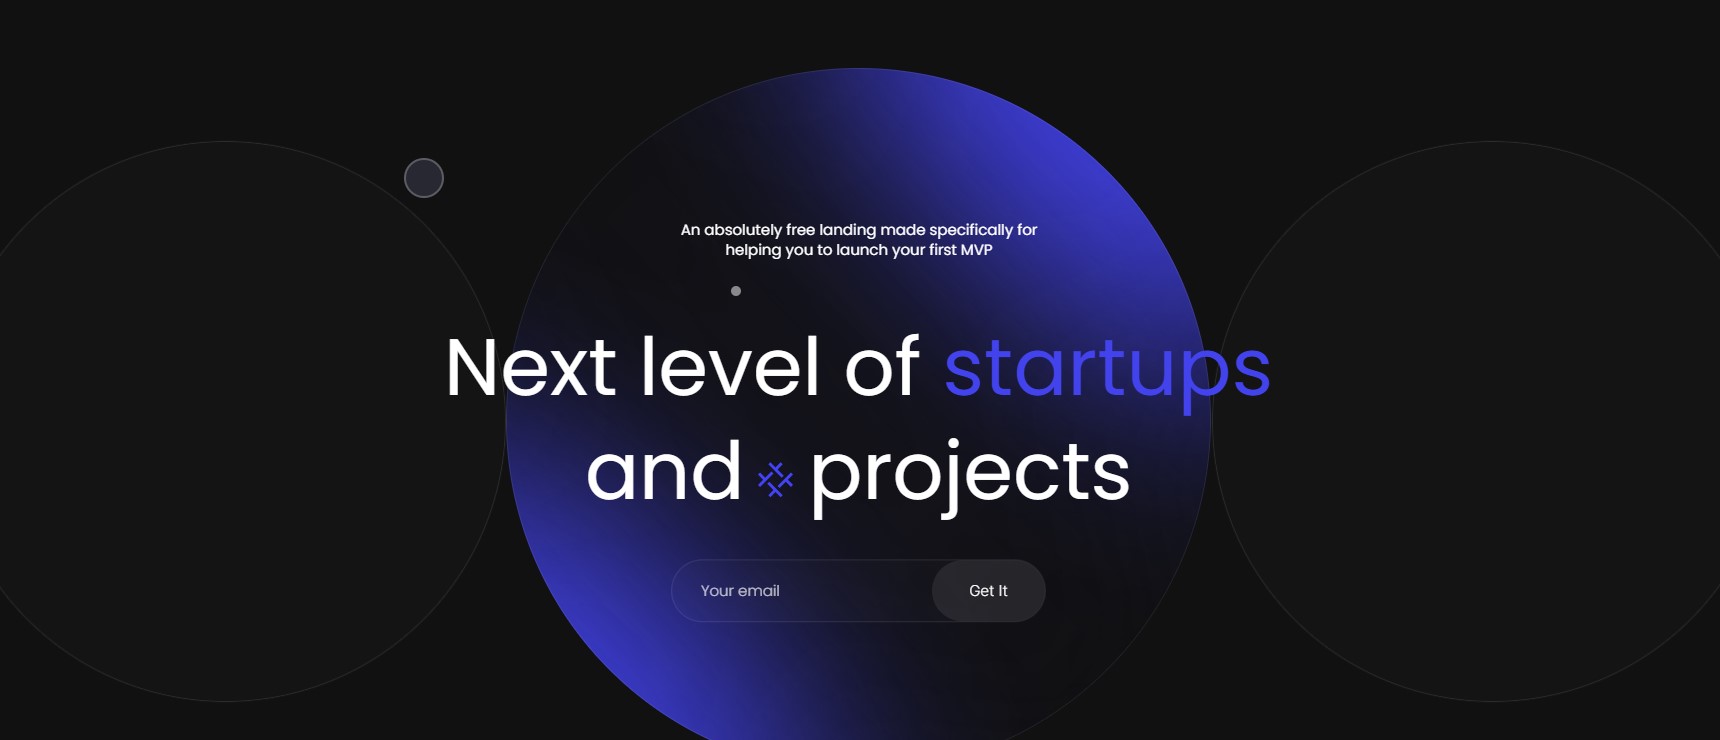 An absolutely free landing made specifically for
helping you to launch your first MVP
Next level of startups
and projects
Your email
Get It